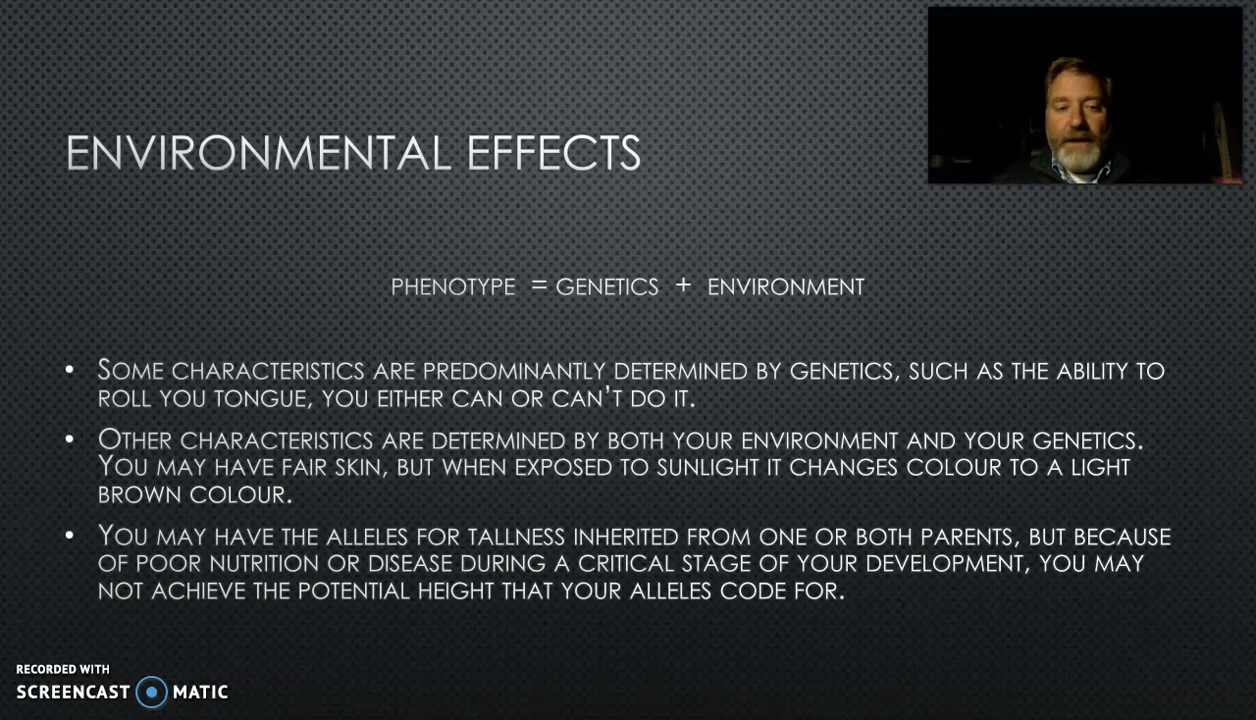 ENVIRONMENTAL EFFECTS
PHENOTYPE = GENETICS + ENVIRONMENT
• SOME CHARACTERISTICS ARE PREDOMINANTLY DETERMINED BY GENETICS, SUCH AS THE ABILITY TO
ROLL YOU TONGUE, YOU EITHER CAN OR CAN'T DO IT.
• OTHER CHARACTERISTICS ARE DETERMINED BY BOTH YOUR ENVIRONMENT AND YOUR GENETICS.
YOU MAY HAVE FAIR SKIN, BUT WHEN EXPOSED TO SUNLIGHT IT CHANGES COLOUR TO A LIGHT
BROWN COLOUR.
• YOU MAY HAVE THE ALLELES FOR TALLNESS INHERITED FROM ONE OR BOTH PARENTS, BUT BECAUSE
OF POOR NUTRITION OR DISEASE DURING A CRITICAL STAGE OF YOUR DEVELOPMENT, YOU MAY
NOT ACHIEVE THE POTENTIAL HEIGHT THAT YOUR ALLELES CODE FOR.
RECORDED WITH
SCREENCAST MATIC